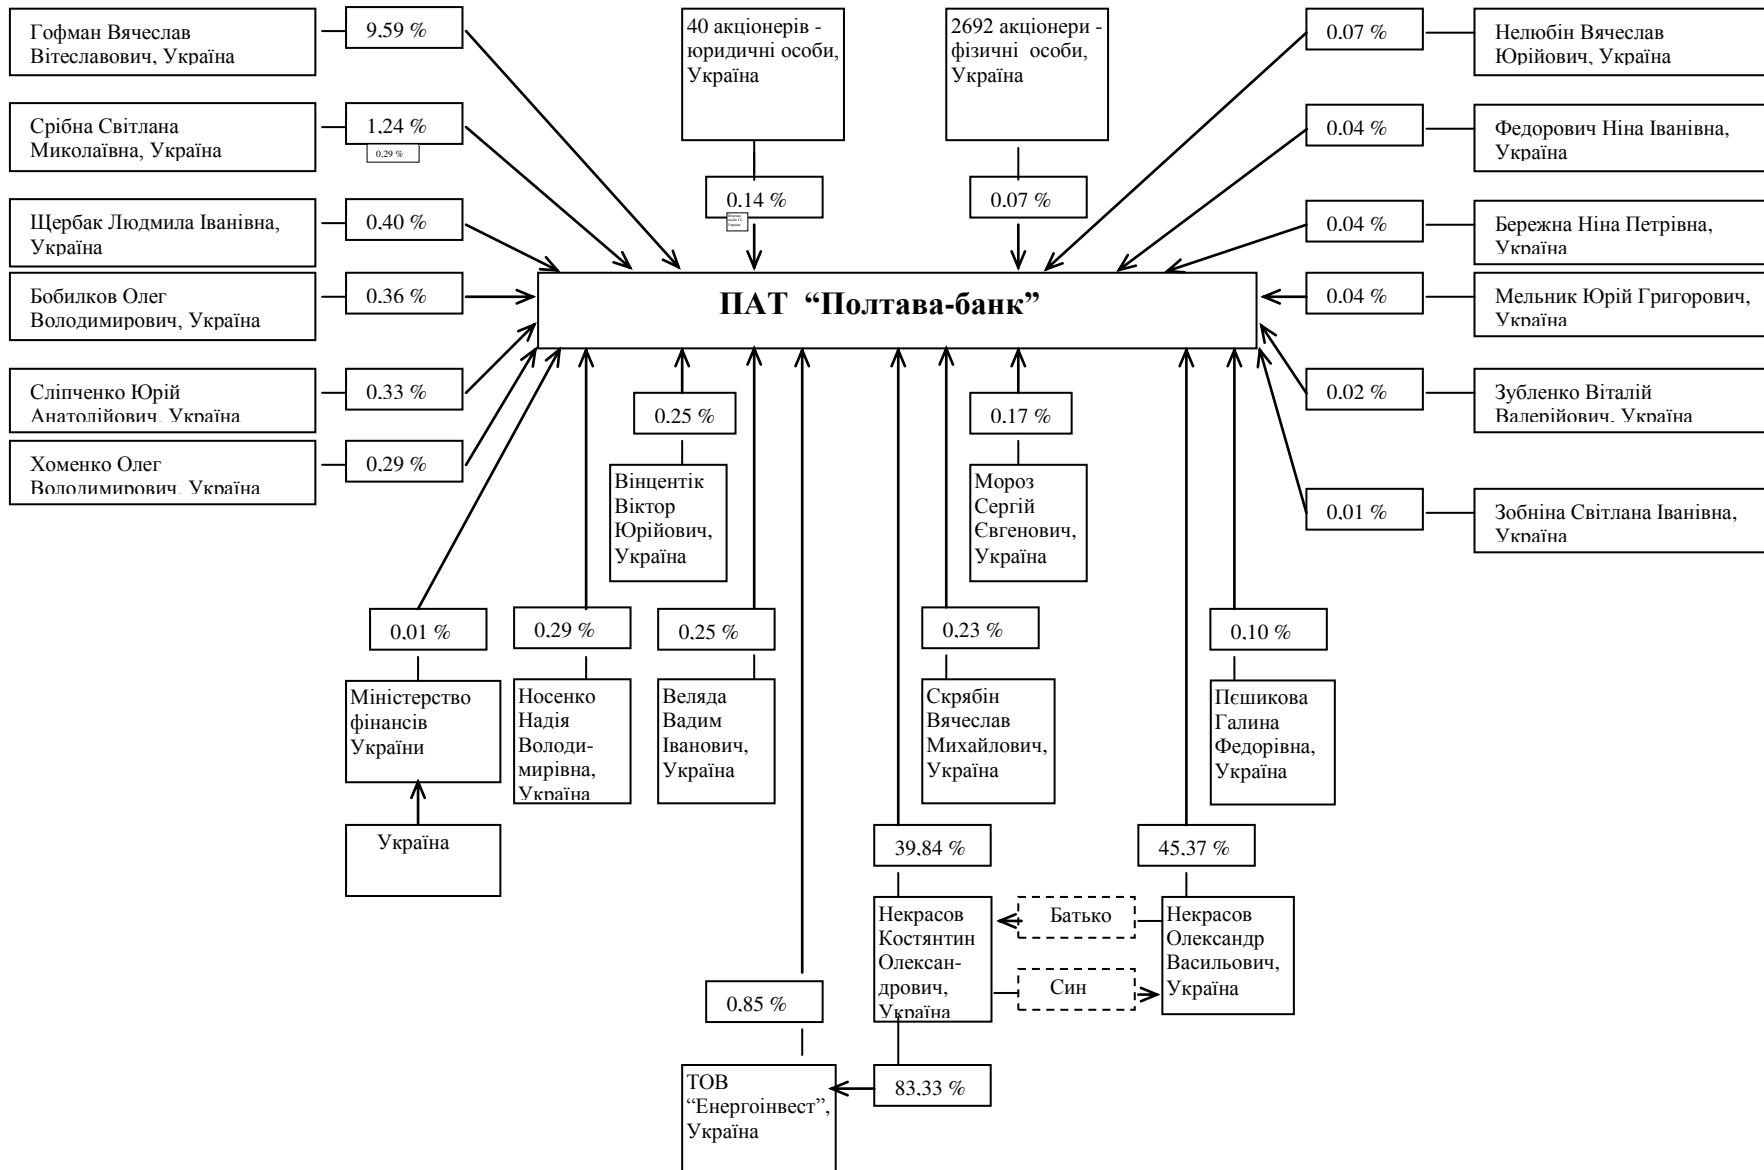 Гофман Вячеслав
Вітеславович, Україна
9,59 %
40 акціонерів -
юридичні особи,
Україна
2692 акціонери -
фізичні особи,
Україна
0.07 %
Нелюбін Вячеслав
Юрійович, Україна
Срібна Світлана
Миколаївна, Україна
1,24 %
0,29 %
0.04 %
Федорович Ніна Іванівна,
Україна
0.14 %
0.07 %
Щербак Людмила Іванівна,
Україна
0,40 %
0.04 %
Бережна Ніна Петрівна,
Україна
Бобилков Олег
Володимирович, Україна
0.36 %
ПАТ “Полтава-банк”
0.04 %
Мельник Юрій Григорович,
Україна
Сліпченко Юрій
Анатолійович, Україна
0.33 %
0,25 %
0,17 %
0.02 %
Зубленко Віталій
Валерійович, Україна
Хоменко Олег
Володимирович, Україна
0,29 %
Вінцентік
Віктор
Юрійович,
Україна
Мороз
Сергій
Євгенович,
Україна
0,01 %
Зобніна Світлана Іванівна,
Україна
0,01 %
0,29 %
0,25 %
0,23 %
0,10 %
Міністерство
фінансів
України
Носенко
Надія
Володи-
мирівна,
Україна
Веляда
Вадим
Іванович,
Україна
Скрябін
Вячеслав
Михайлович,
Україна
Пєшикова
Галина
Федорівна,
Україна
Україна
39,84 %
45,37 %
Некрасов
Костянтин
Олексан-
дрович,
Україна
Батько
Син
Некрасов
Олександр
Васильович,
Україна
0,85 %
ТОВ
“Енергоінвест”,
Україна
83,33 %